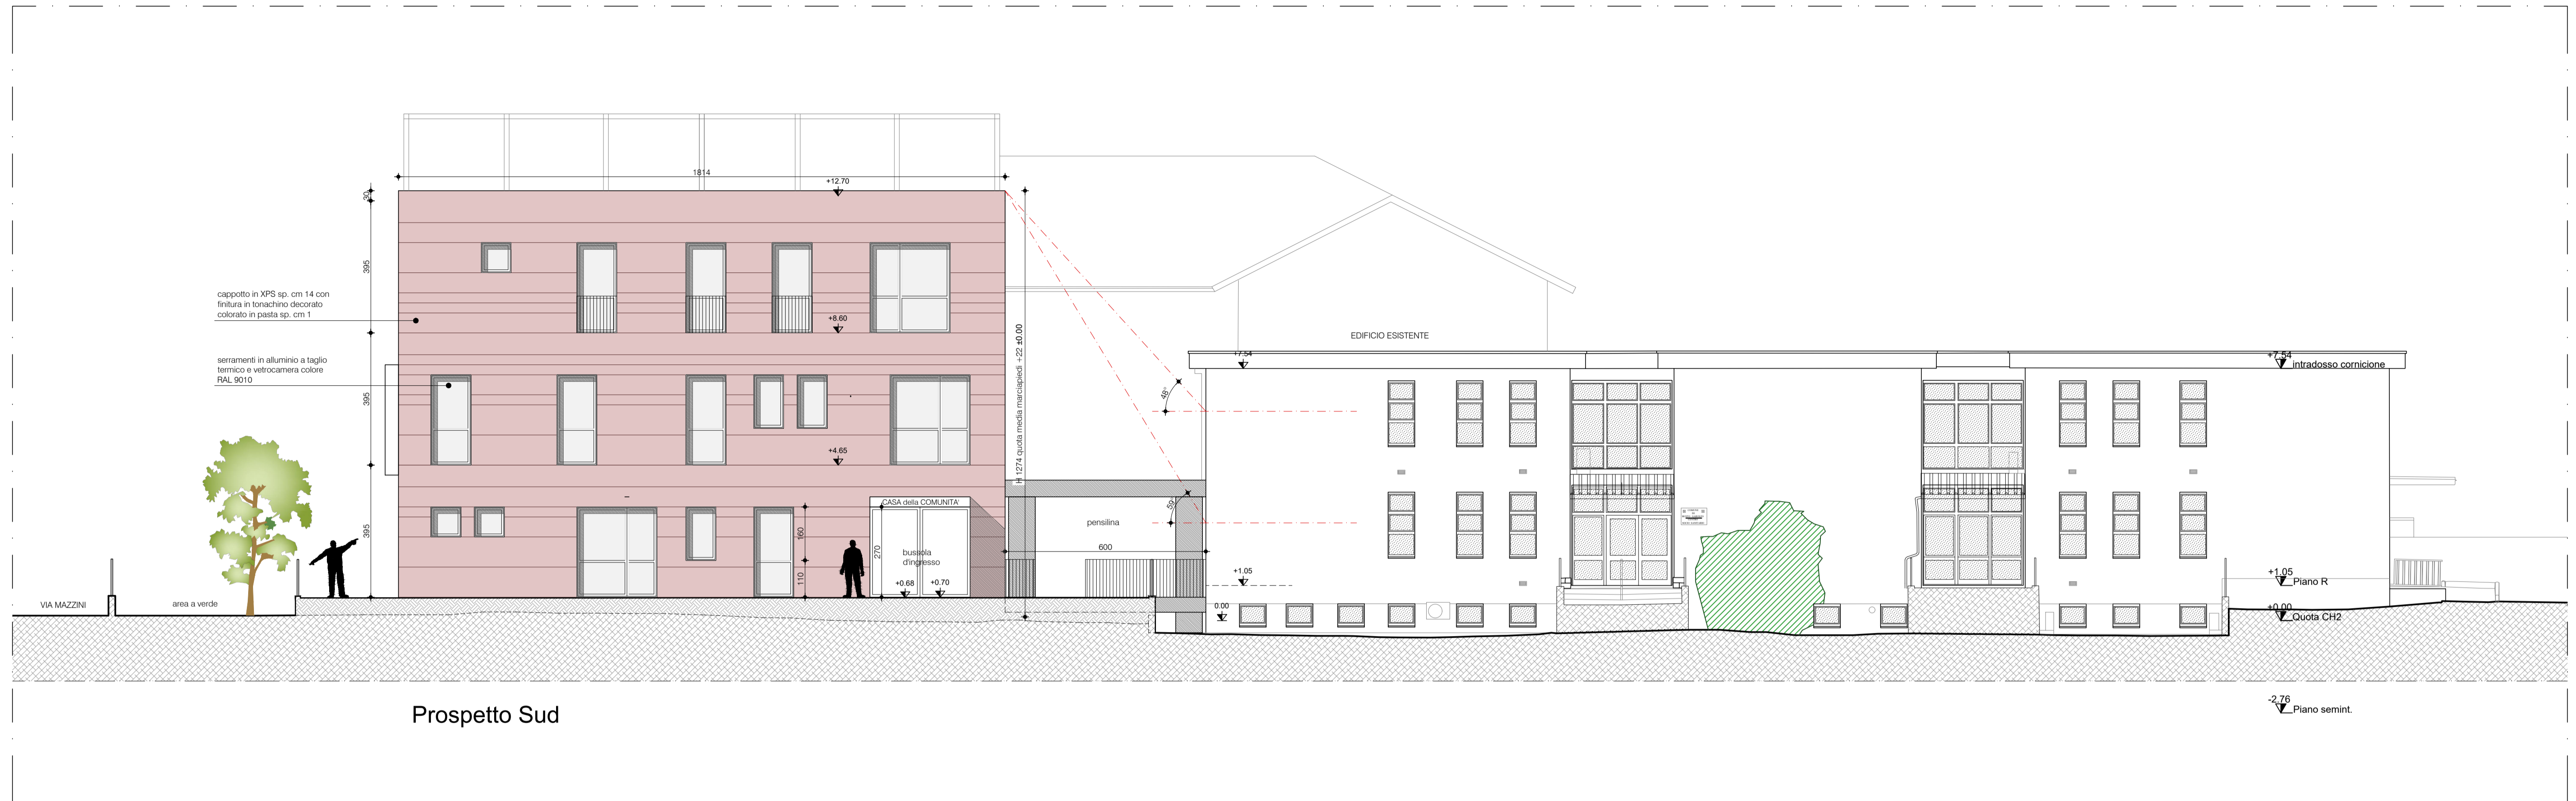 1814
+12.70
30
395
cappotto in XPS sp. cm 14 con
finitura in tonachino decorato
colorato in pasta sp. cm 1
+8.60
H 1274 quota media marciapiedi +22 ±0.00
EDIFICIO ESISTENTE
serramenti in alluminio a taglio
termico e vetrocamera colore
RAL 9010
+7.54
+7.54
intradosso cornicione
395
48°
+4.65
CASA della COMUNITA'
59°
pensilina
395
160
270
bussola
d'ingresso
600
110
+0.68
+0.70
+1.05
+1.05
Piano R
VIA MAZZINI
area a verde
0.00
+0.00
Quota CH2
-2.76
Piano semint.
Prospetto Sud